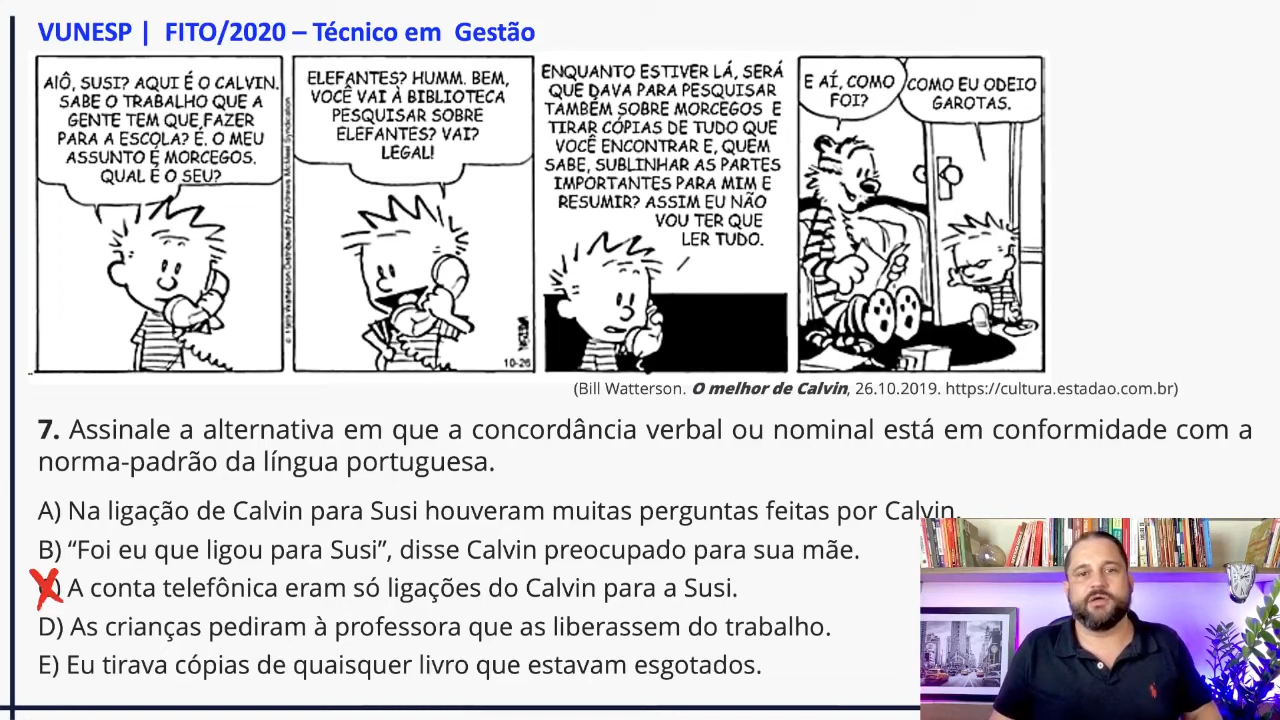 VUNESP | FITO/2020 – Técnico em Gestão
AlÔ, SUSI? AQUI É O CALVIN.
SABE O TRABALHO QUE A
GENTE TEM QUE FAZER
PARA A ESCOLA? É. O MEU
ASSUNTO É MORCEGOS.
QUAL É O SEU?
ELEFANTES? HUMM. BEM,
VOCÊ VAI À BIBLIOTECA
PESQUISAR SOBRE
ELEFANTES? VAI?
LEGAL!
10-26
ENQUANTO ESTIVER LÁ, SERÁ
QUE DAVA PARA PESQUISAR
TAMBÉM SOBRE MORCEGOS E
TIRAR CÓPIAS DE TUDO QUE
VOCÊ ENCONTRAR E, QUEM
SABE, SUBLINHAR AS PARTES
IMPORTANTES PARA MIM E
RESUMIR? ASSIM EU NÃO
VOU TER QUE
LER TUDO.
E AÍ, COMO
FOI?
COMO EU ODEIO
GAROTAS.
(Bill Watterson. O melhor de Calvin, 26.10.2019. https://cultura.estadao.com.br)
7. Assinale a alternativa em que a concordância verbal ou nominal está em conformidade com a
norma-padrão da língua portuguesa.
A) Na ligação de Calvin para Susi houveram muitas perguntas feitas por Calvin.
B) “Foi eu que ligou para Susi”, disse Calvin preocupado para sua mãe.
A conta telefônica eram só ligações do Calvin para a Susi.
D) As crianças pediram à professora que as liberassem do trabalho.
E) Eu tirava cópias de quaisquer livro que estavam esgotados.